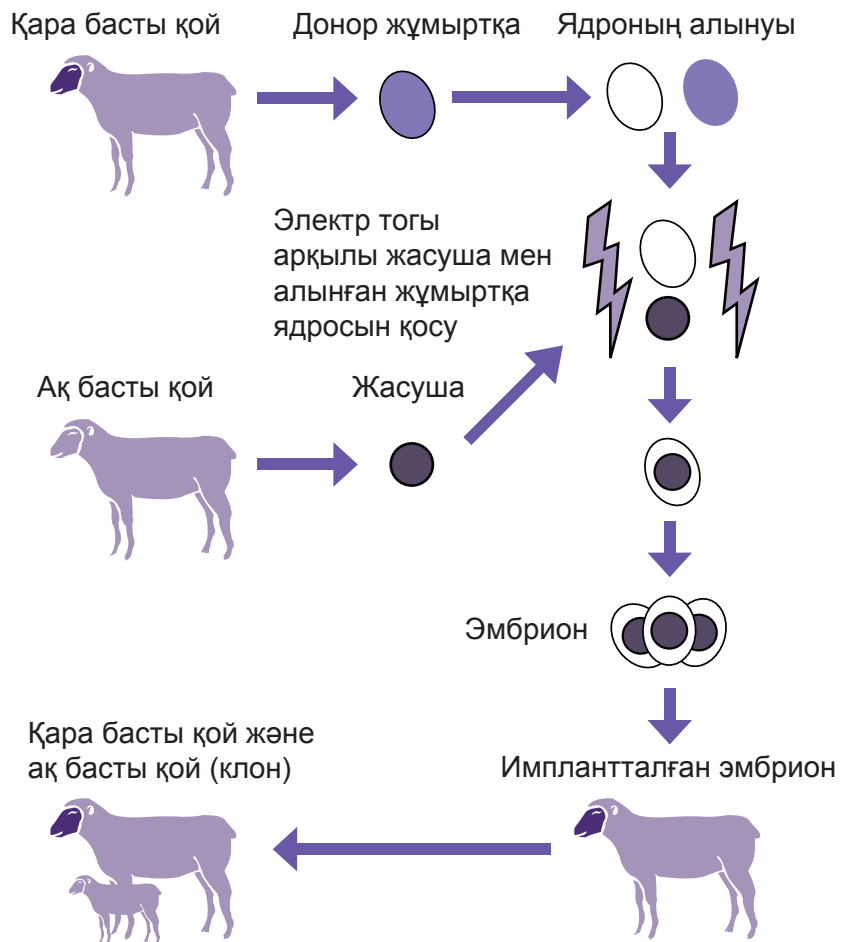 Қара басты қой
Донор жұмыртқа
Ядроның алынуы
Электр тогы
арқылы жасуша мен
алынған жұмыртқа
ядросын қосу
Ақ басты қой
Жасуша
Эмбрион
Қара басты қой және
ақ басты қой (клон)
Имплантталған эмбрион